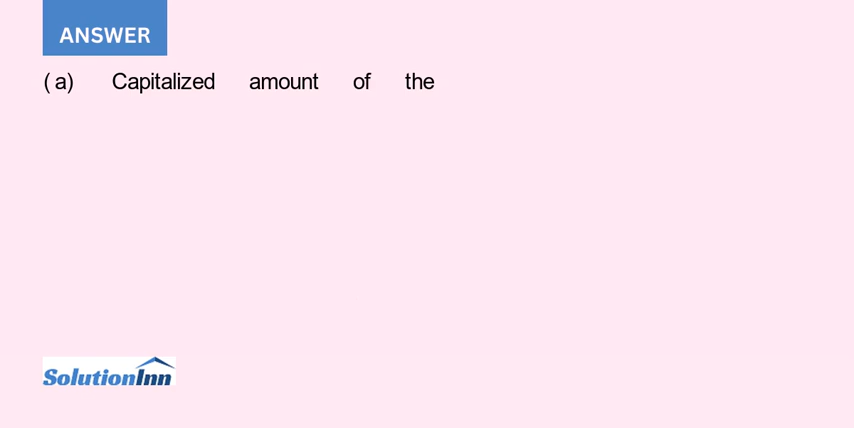 ANSWER
( a) Capitalized amount of the
SolutionInn